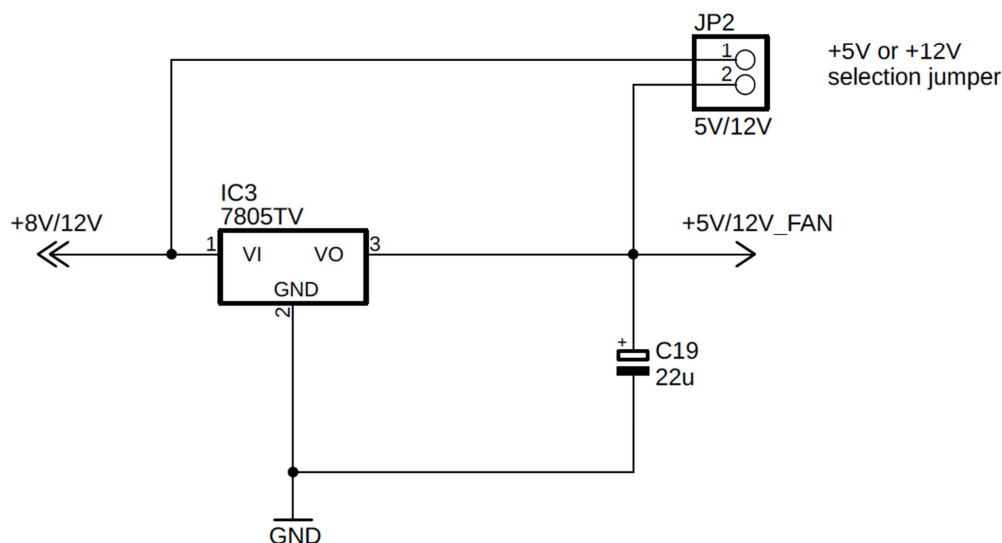 JP2
1
2
+5V or +12V
selection jumper
5V/12V
IC3
7805TV
+8V/12V
+5V/12V_FAN
1
VI
VO
3
GND
2
+
C19
22u
GND